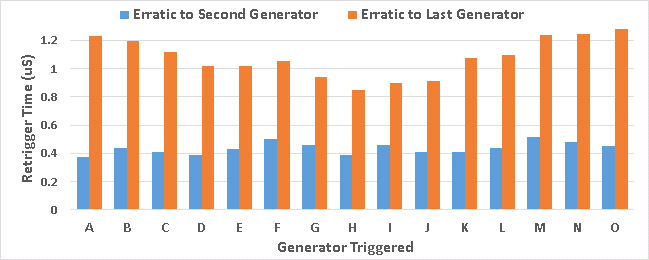 Erratic to Second Generator Erratic to Last Generator
1.2
1
0.8
0.6
0.4
0.2
0
Retrigger Time (uS)
A B C D E F G H I J K L M N O
Generator Triggered